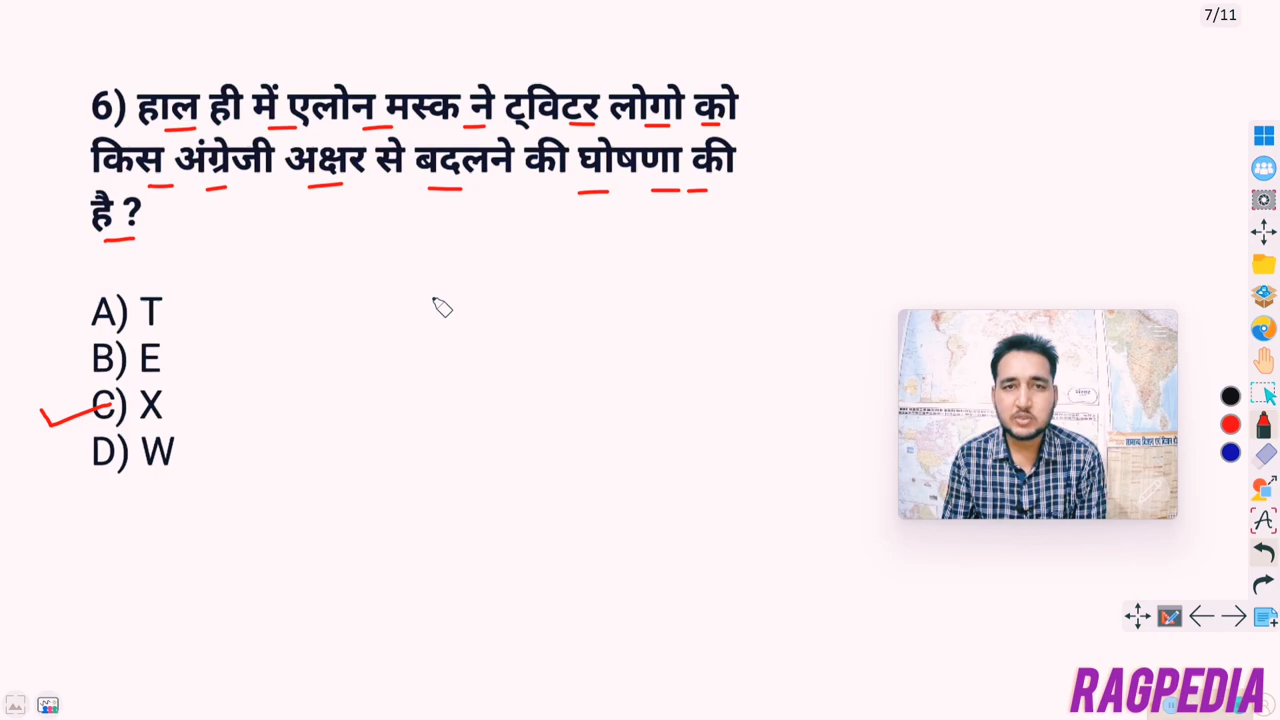 7/11
6) हाल ही में एलोन मस्क ने ट्विटर लोगो को
किस अंग्रेजी अक्षर से बदलने की घोषणा की
है ?
A) T
B) E
C) X
D) W
RAGPEDIA